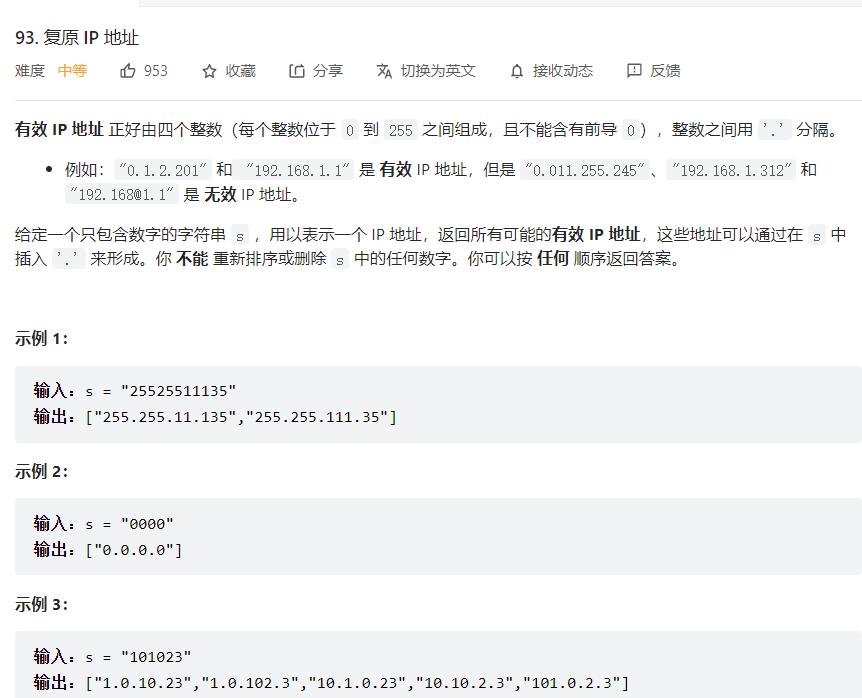 93. 复原 IP 地址
难度 中等 953 收藏 分享 切换为英文 接收动态 反馈
有效 IP 地址 正好由四个整数（每个整数位于 0 到 255 之间组成，且不能含有前导 0），整数之间用 '.' 分隔。
• 例如："0.1.2.201" 和 "192.168.1.1" 是 有效 IP 地址，但是 "0.011.255.245"、"192.168.1.312" 和
"192.168@1.1" 是 无效 IP 地址。
给定一个只包含数字的字符串 s ，用以表示一个 IP 地址，返回所有可能的有效 IP 地址，这些地址可以通过在 s 中
插入 '.' 来形成。你 不能 重新排序或删除 s 中的任何数字。你可以按 任何 顺序返回答案。
示例 1：
输入：s = "25525511135"
输出：["255.255.11.135","255.255.111.35"]
示例 2：
输入：s = "0000"
输出：["0.0.0.0"]
示例 3：
输入：s = "101023"
输出：["1.0.10.23","1.0.102.3","10.1.0.23","10.10.2.3","101.0.2.3"]